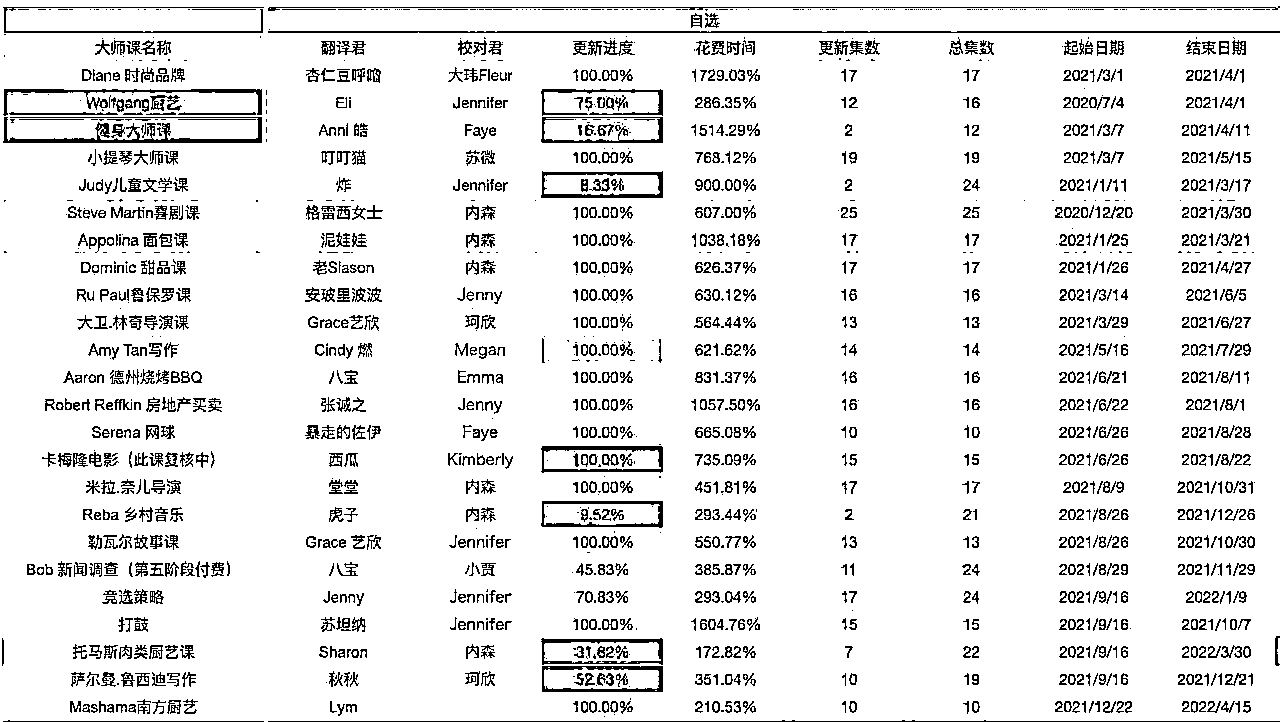 自选
大师课名称 翻译君 校对君 更新进度 花费时间 更新集数 总集数 起始日期 结束日期
Diane 时尚品牌 杏仁豆呼噜 大玮Fleur 100.00% 1729.03% 17 17 2021/3/1 2021/4/1
Wolfgang厨艺 Eli Jennifer 75.00% 286.35% 12 16 2020/7/4 2021/4/1
健身大师课 Anni 皓 Faye 16.67% 1514.29% 2 12 2021/3/7 2021/4/11
小提琴大师课 叮叮猫 苏微 100.00% 768.12% 19 19 2021/3/7 2021/5/15
Judy儿童文学课 炸 Jennifer 8.33% 900.00% 2 24 2021/1/11 2021/3/17
Steve Martin喜剧课 格雷西女士 内森 100.00% 607.00% 25 25 2020/12/20 2021/3/30
Appolina 面包课 泥娃娃 内森 100.00% 1038.18% 17 17 2021/1/25 2021/3/21
Dominic 甜品课 老Slason 内森 100.00% 626.37% 17 17 2021/1/26 2021/4/27
Ru Paul鲁保罗课 安玻里波波 Jenny 100.00% 630.12% 16 16 2021/3/14 2021/6/5
大卫.林奇导演课 Grace艺欣 珂欣 100.00% 564.44% 13 13 2021/3/29 2021/6/27
Amy Tan写作 Cindy 燃 Megan 100.00% 621.62% 14 14 2021/5/16 2021/7/29
Aaron 德州烧烤BBQ 八宝 Emma 100.00% 831.37% 16 16 2021/6/21 2021/8/11
Robert Reffkin 房地产买卖 张诚之 Jenny 100.00% 1057.50% 16 16 2021/6/22 2021/8/1
Serena 网球 暴走的佐伊 Faye 100.00% 665.08% 10 10 2021/6/26 2021/8/28
卡梅隆电影（此课复核中） 西瓜 Kimberly 100.00% 735.09% 15 15 2021/6/26 2021/8/22
米拉.奈儿导演 堂堂 内森 100.00% 451.81% 17 17 2021/8/9 2021/10/31
Reba 乡村音乐 虎子 内森 9.52% 293.44% 2 21 2021/8/26 2021/12/26
勒瓦尔故事课 Grace 艺欣 Jennifer 100.00% 550.77% 13 13 2021/8/26 2021/10/30
Bob 新闻调查（第五阶段付费） 八宝 小贾 45.83% 385.87% 11 24 2021/8/29 2021/11/29
竞选策略 Jenny Jennifer 70.83% 293.04% 17 24 2021/9/16 2022/1/9
打鼓 苏坦纳 Jennifer 100.00% 1604.76% 15 15 2021/9/16 2021/10/7
托马斯肉类厨艺课 Sharon 内森 31.82% 172.82% 7 22 2021/9/16 2022/3/30
萨尔曼.鲁西迪写作 秋秋 珂欣 52.63% 351.04% 10 19 2021/9/16 2021/12/21
Mashama南方厨艺 Lym 100.00% 210.53% 10 10 2021/12/22 2022/4/15